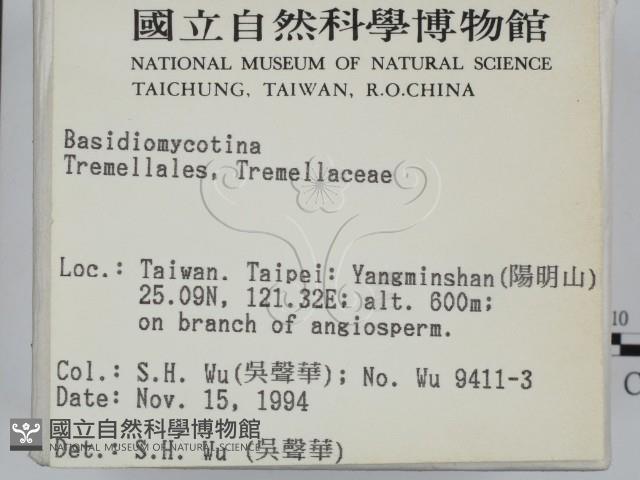 國立自然科學博物館
NATIONAL MUSEUM OF NATURAL SCIENCE
TAICHUNG, TAIWAN, R.O.CHINA
Basidiomycotina
Tremellales, Tremellaceae
Loc.: Taiwan. Taipei: Yangminshan(陽明山)
25.09N, 121.32E; alt. 600m;
on branch of angiosperm.
Col.: S.H. Wu(吳聲華); No. Wu 9411-3
Date: Nov. 15, 1994
國立自然科學博物館
NATIONAL MUSEUM OF NATURAL SCIENCE
Det.: S.H. Wu (吳聲華)
10
C